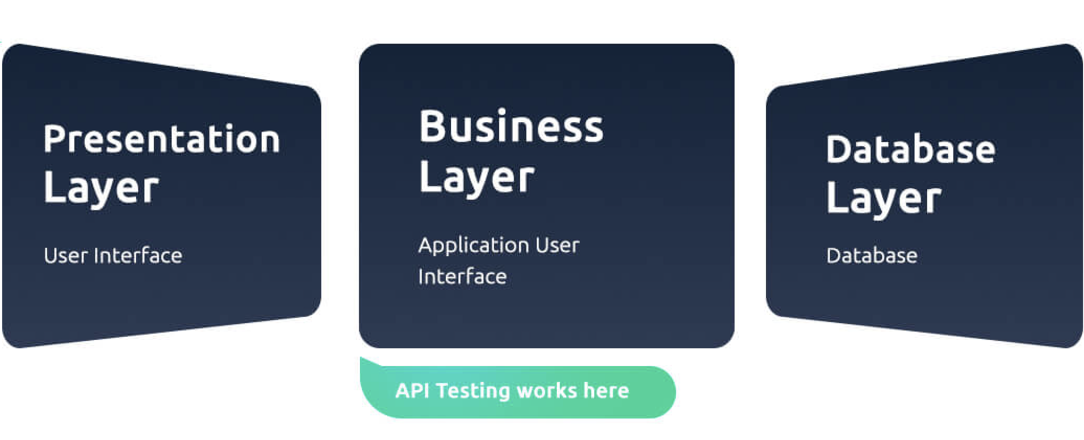 Presentation
Layer
User Interface
Business
Layer
Application User
Interface
Database
Layer
Database
API Testing works here